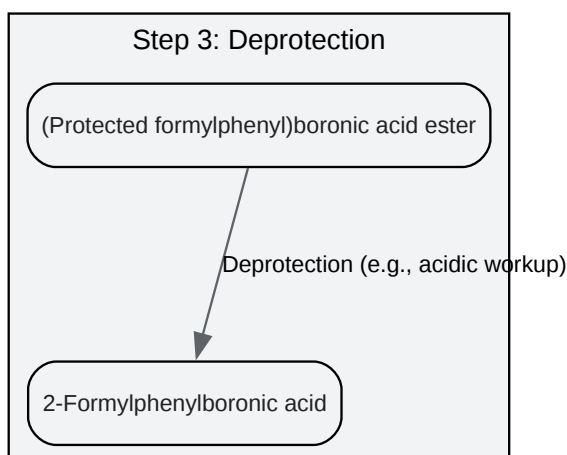 Step 3: Deprotection
(Protected formylphenyl)boronic acid ester
Deprotection (e.g., acidic workup)
2-Formylphenylboronic acid